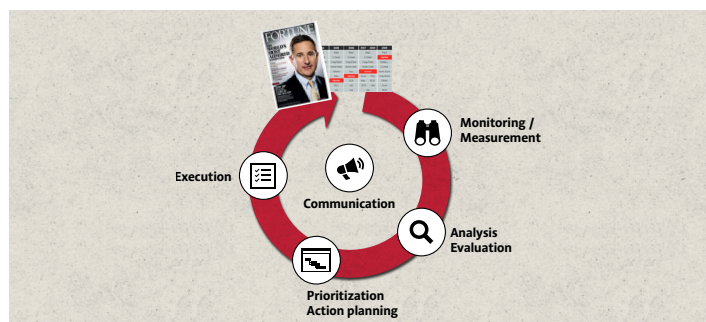 FORTUNE
Monitoring /
Measurement
Execution
Communication
Analysis
Evaluation
Prioritization
Action planning